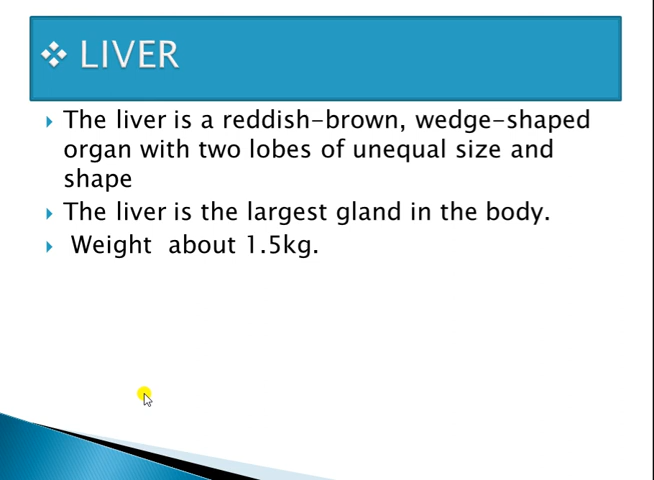 LIVER
The liver is a reddish-brown, wedge-shaped
organ with two lobes of unequal size and
shape
The liver is the largest gland in the body.
Weight about 1.5kg.